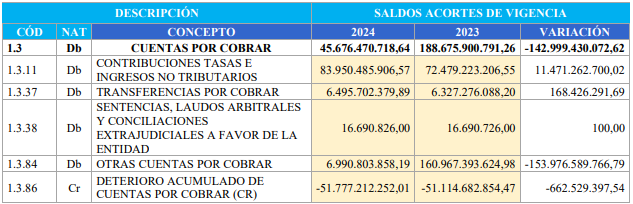 DESCRIPCIÓN SALDOS ACORTES DE VIGENCIA
CÓD NAT CONCEPTO 2024 2023 VARIACIÓN
1.3 Db CUENTAS POR COBRAR 45.676.470.718,64 188.675.900.791,26 -142.999.430.072,62
1.3.11 Db CONTRIBUCIONES TASAS E
INGRESOS NO TRIBUTARIOS 83.950.485.906,57 72.479.223.206,55 11.471.262.700,02
1.3.37 Db TRANSFERENCIAS POR COBRAR 6.495.702.379,89 6.327.276.088,20 168.426.291,69
1.3.38 Db SENTENCIAS, LAUDOS ARBITRALES
Y CONCILIACIONES
EXTRAJUDICIALES A FAVOR DE LA
ENTIDAD 16.690.826,00 16.690.726,00 100,00
1.3.84 Db OTRAS CUENTAS POR COBRAR 6.990.803.858,19 160.967.393.624,98 -153.976.589.766,79
1.3.86 Cr DETERIORO ACUMULADO DE
CUENTAS POR COBRAR (CR) -51.777.212.252,01 -51.114.682.854,47 -662.529.397,54